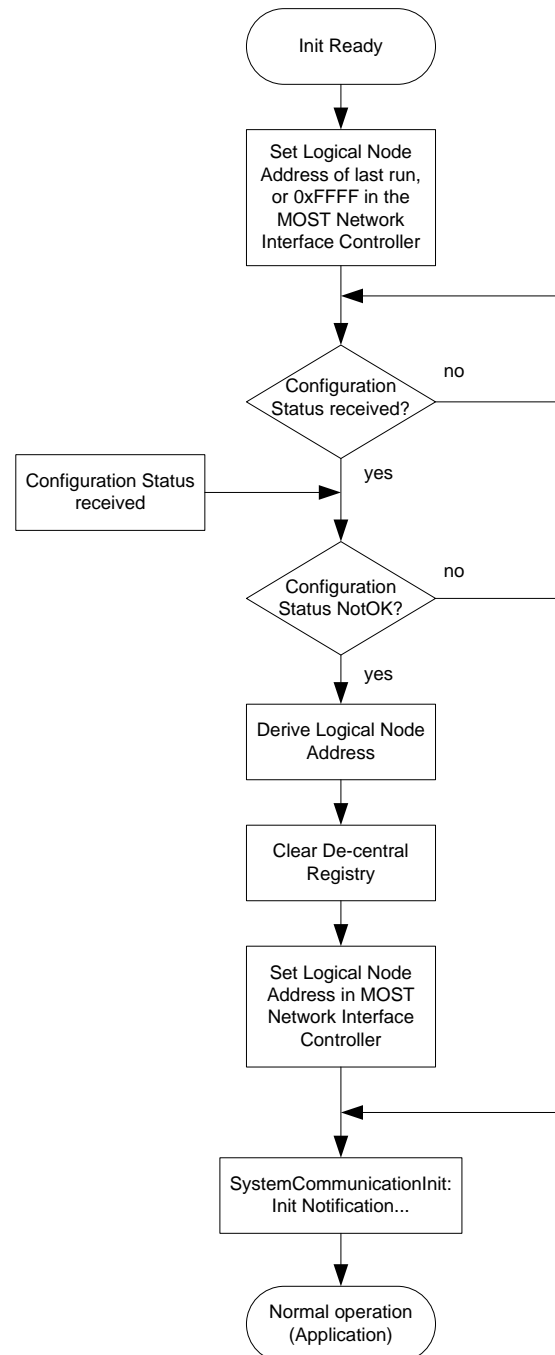 Init Ready
Set Logical Node
Address of last run,
or 0xFFFF in the
MOST Network
Interface Controller
Configuration
Status received?
no
yes
Configuration Status
received
Configuration
Status NotOK?
no
yes
Derive Logical Node
Address
Clear De-central
Registry
Set Logical Node
Address in MOST
Network Interface
Controller
SystemCommunicationInit:
Init Notification...
Normal operation
(Application)